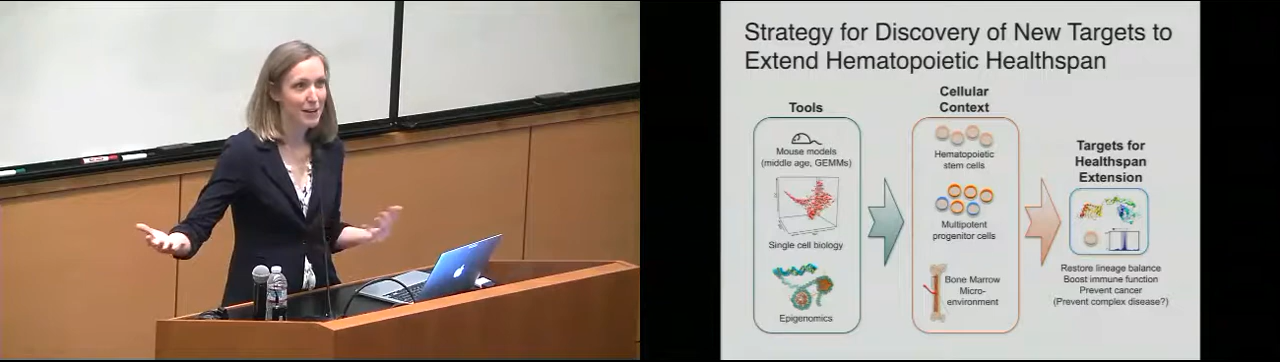 Strategy for Discovery of New Targets to
Extend Hematopoietic Healthspan
Tools
Mouse models
(middle age, GEMMs)
Single cell biology
Epigenomics
Cellular
Context
Hematopoietic
stem cells
Multipotent
progenitor cells
Bone Marrow
Micro-
environment
Targets for
Healthspan
Extension
Restore lineage balance
Boost immune function
Prevent cancer
(Prevent complex disease?)